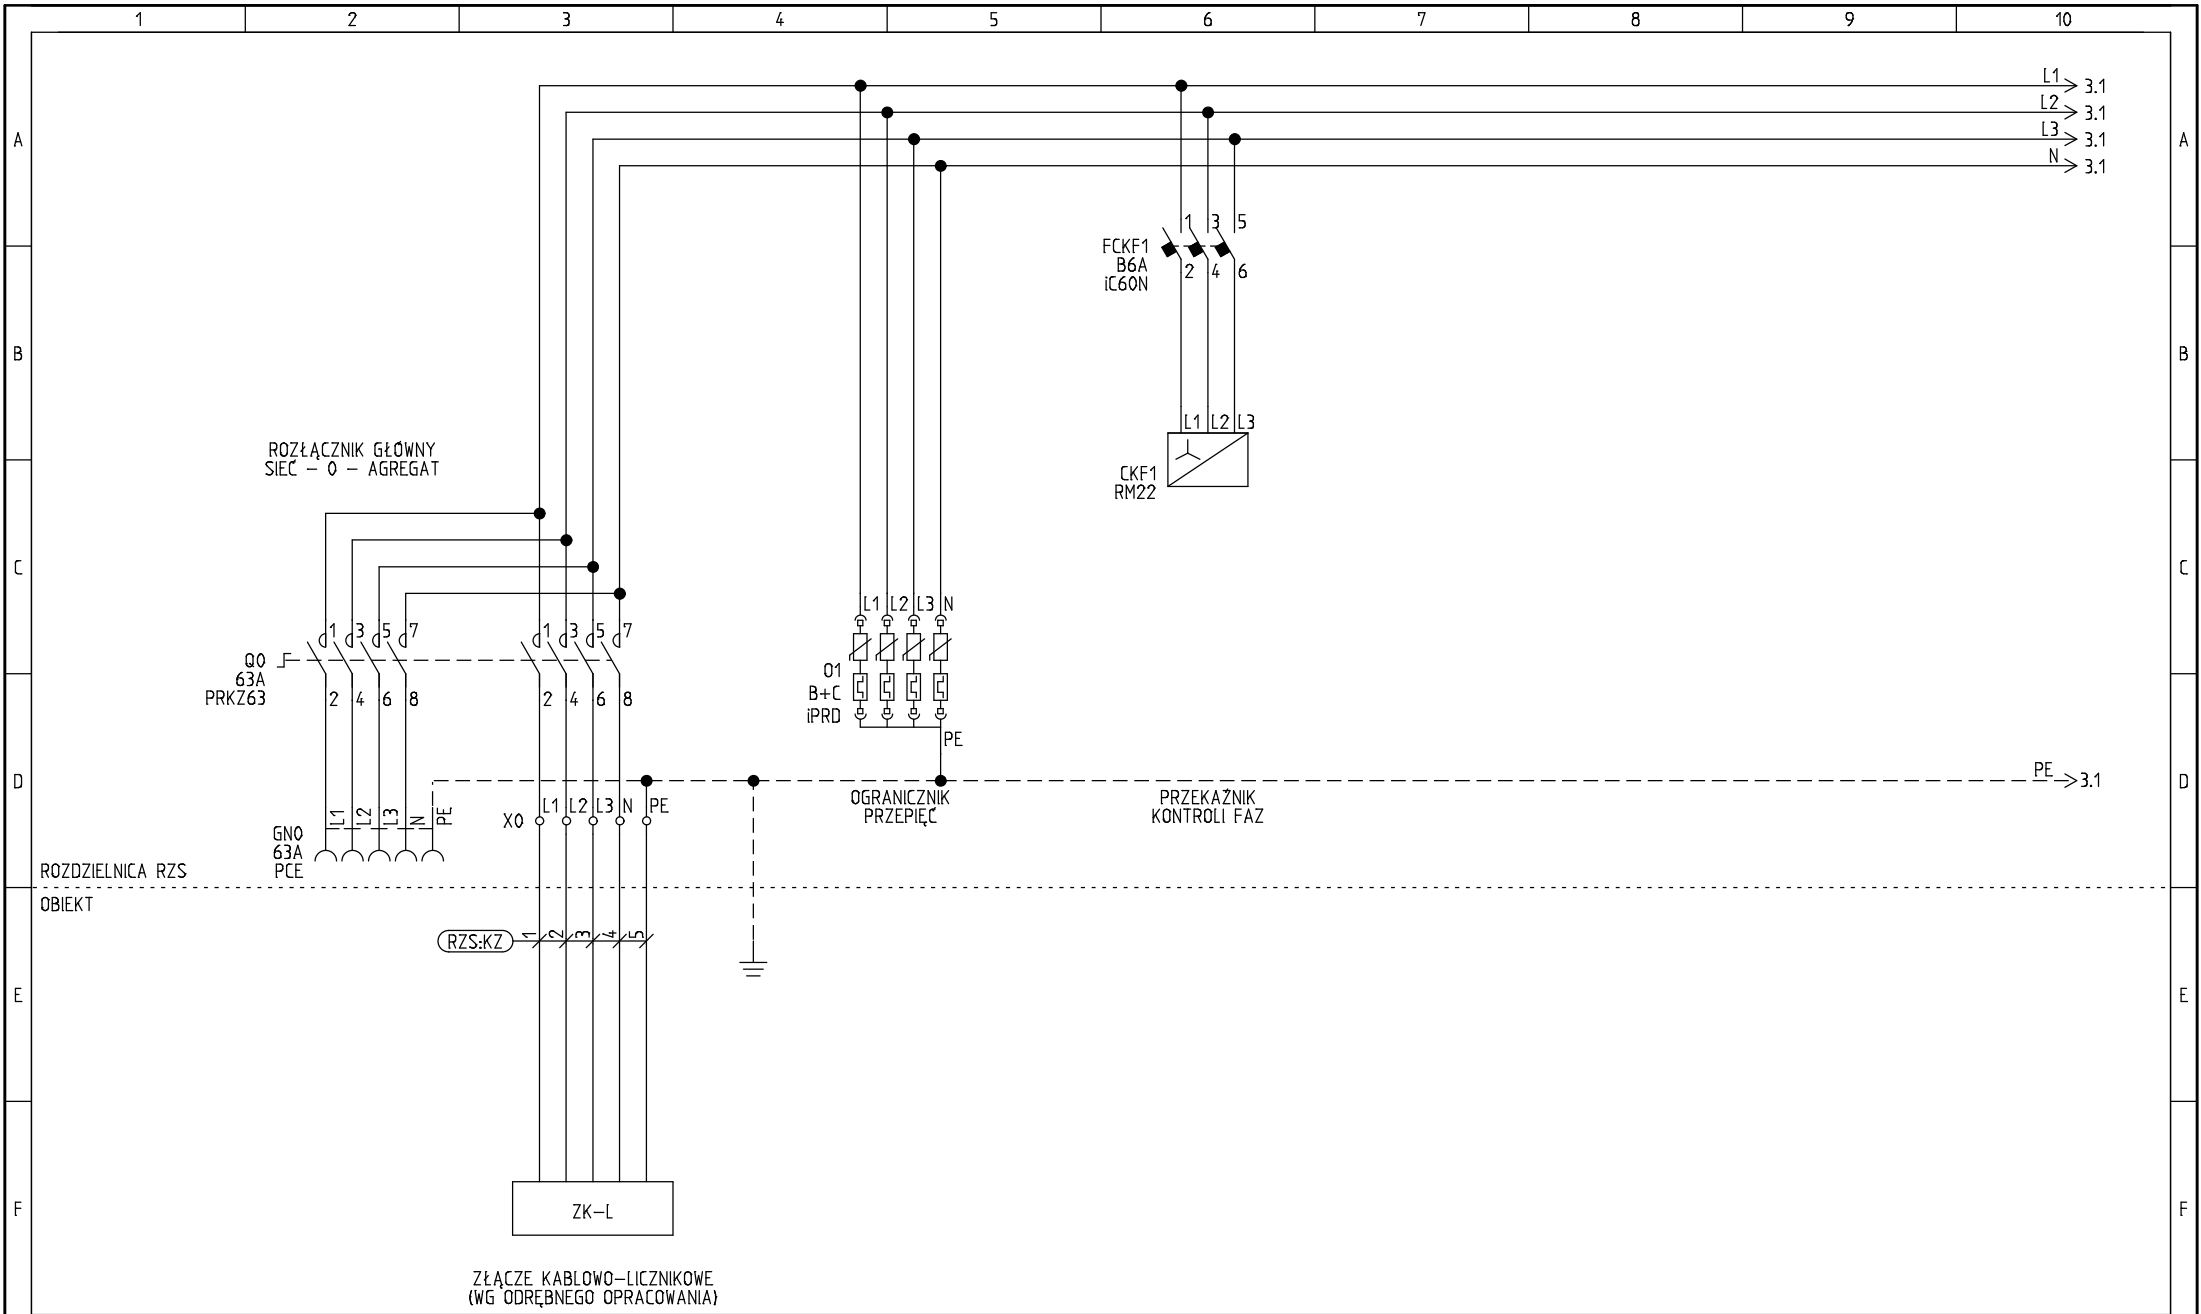 1 2 3 4 5 6 7 8 9 10
L1 3.1
L2 3.1
A L3 3.1 A
N 3.1
1 3 5
FCKF1
B6A
iC60N
2 4 6
B B
L1 L2 L3
CKF1
RM22
ROZŁĄCZNIK GŁÓWNY
SIEĆ - 0 - AGREGAT
C C
L1 L2 L3 N
1 3 5 7 1 3 5 7
Q0
63A
PRKZ63
2 4 6 8 2 4 6 8
01
B+C
iPRD
PE
D PE 3.1 D
OGRANICZNIK
PRZEPIĘĆ
PRZEKAŹNIK
KONTROLI FAZ
X0 L1 L2 L3 N PE
L1 L2 L3 N PE
GN0
63A
PCE
ROZDZIELNICA RZS
OBIEKT
RZS:KZ 1 2 3 4 5
E E
F ZK-L F
ZŁĄCZE KABLOWO-LICZNIKOWE
(WG ODRĘBNEGO OPRACOWANIA)